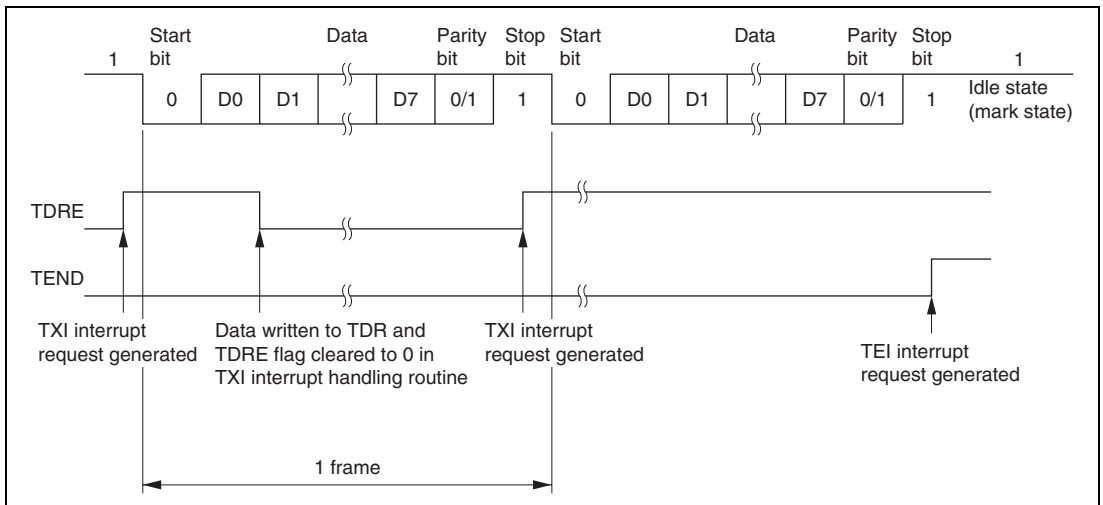 Start Data Parity Stop Start Data Parity Stop
1 bit bit bit bit bit bit 1
0 D0 D1 D7 0/1 1 0 D0 D1 D7 0/1 1 Idle state
(mark state)
TDRE
TEND
TXI interrupt Data written to TDR and TXI interrupt TEI interrupt
request generated TDRE flag cleared to 0 in request generated request generated
TXI interrupt handling routine
1 frame